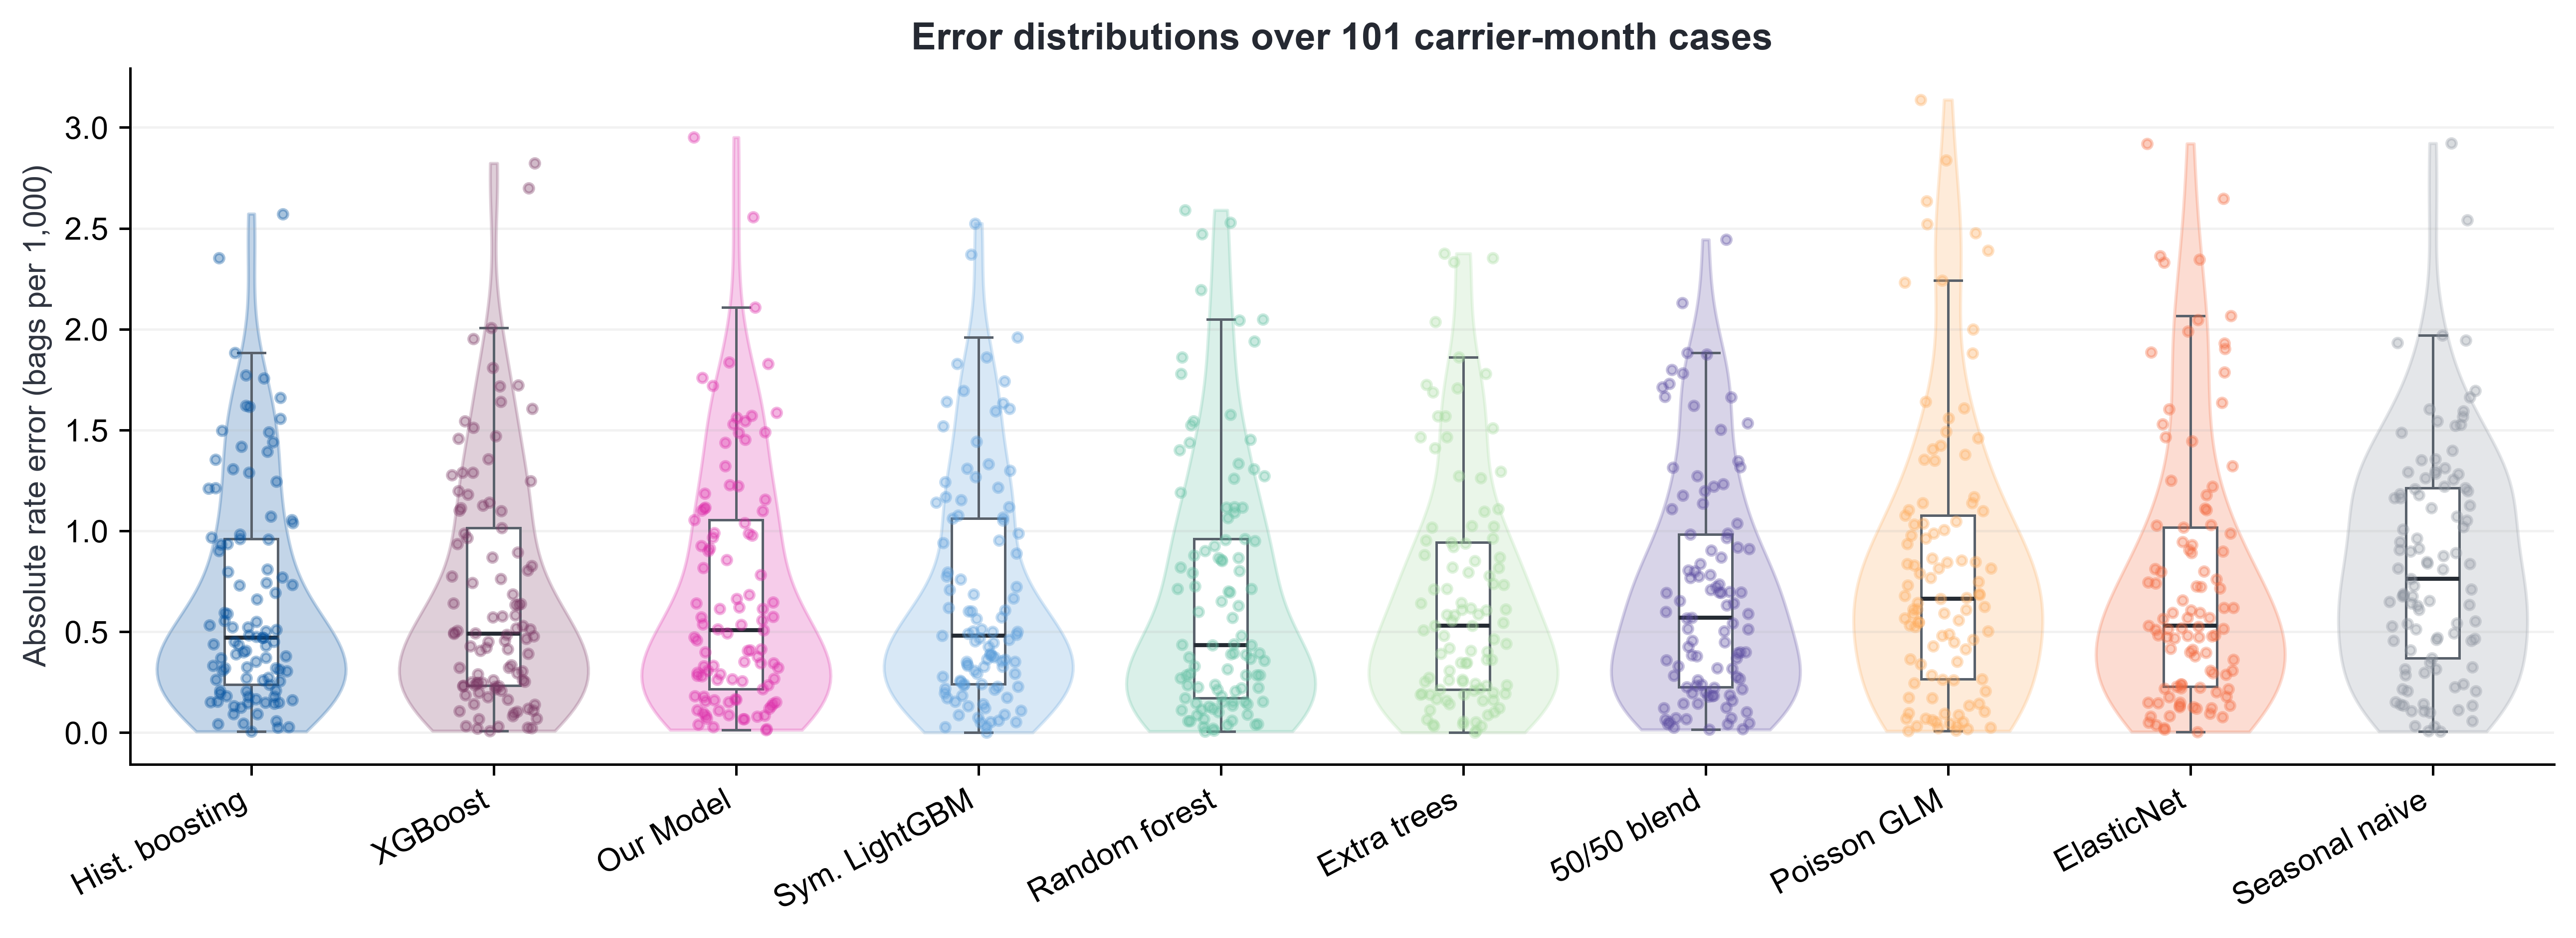 Error distributions over 101 carrier-month cases
Absolute rate error (bags per 1,000)
3.0
2.5
2.0
1.5
1.0
0.5
0.0
Hist. boosting
XGBoost
Our Model
Sym. LightGBM
Random forest
Extra trees
50/50 blend
Poisson GLM
ElasticNet
Seasonal naive